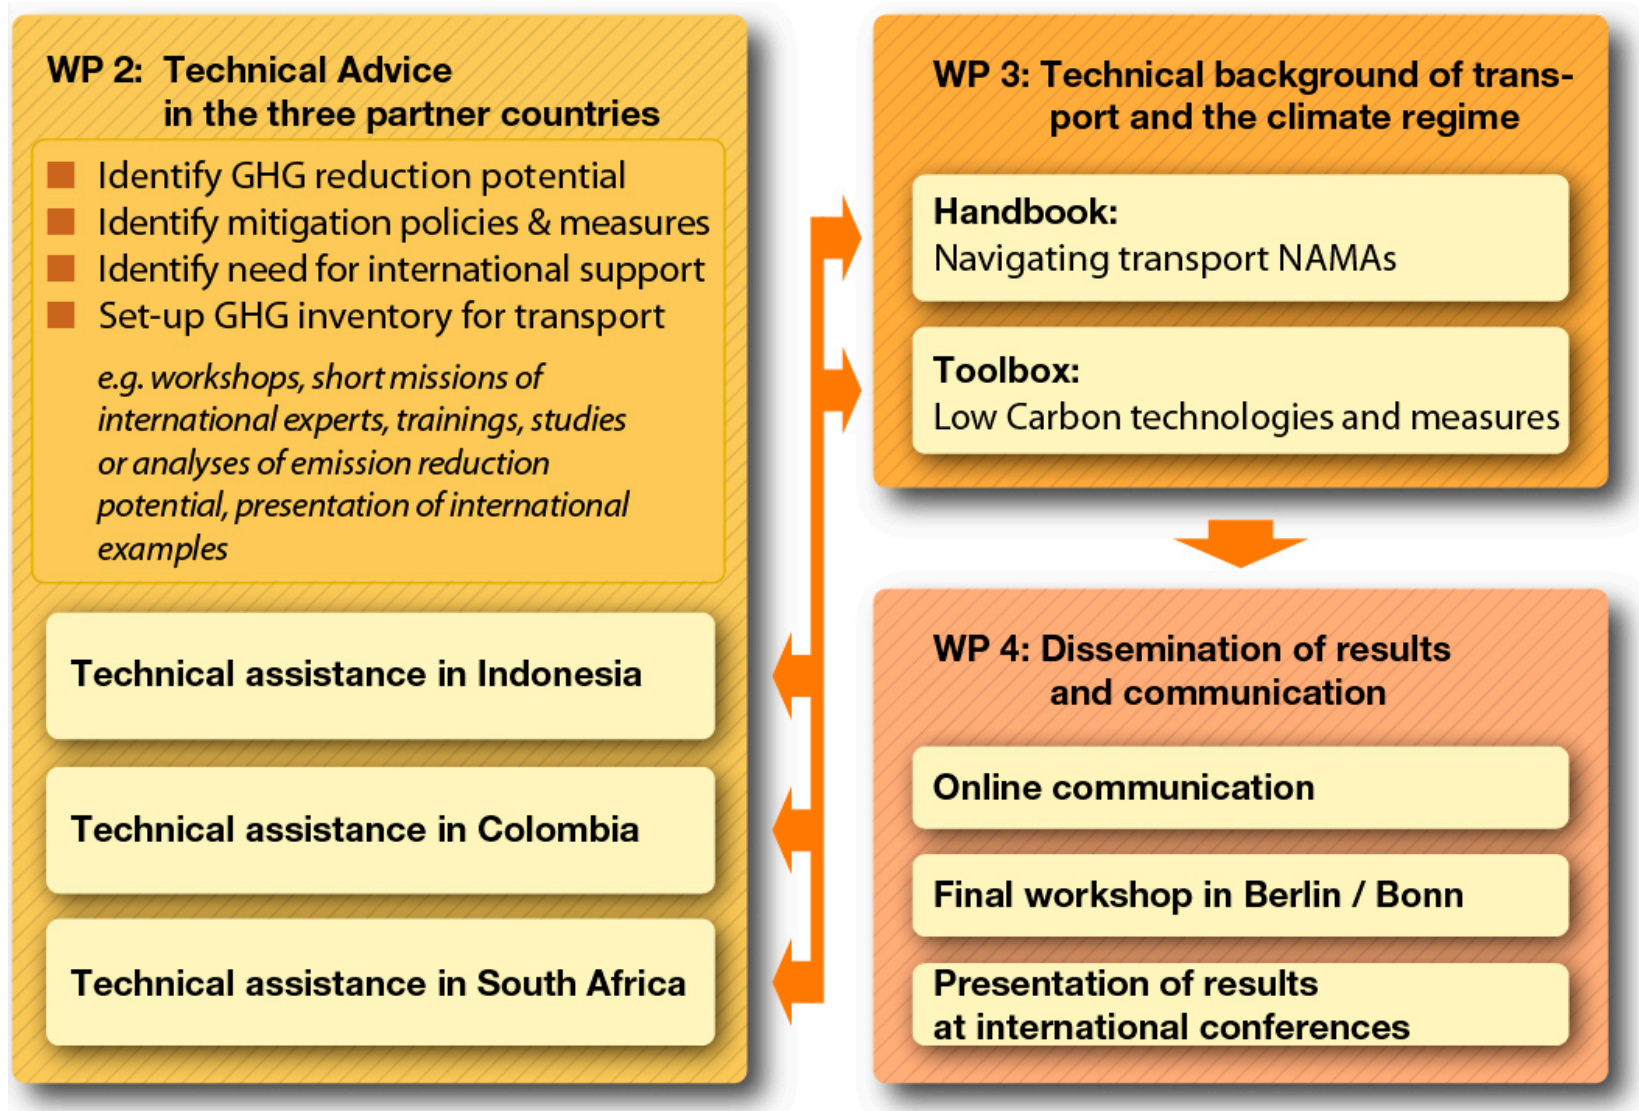 WP 2: Technical Advice
in the three partner countries
Identify GHG reduction potential
Identify mitigation policies & measures
Identify need for international support
Set-up GHG inventory for transport
e.g. workshops, short missions of
international experts, trainings, studies
or analyses of emission reduction
potential, presentation of international
examples
Technical assistance in Indonesia
Technical assistance in Colombia
Technical assistance in South Africa
WP 3: Technical background of trans-
port and the climate regime
Handbook:
Navigating transport NAMAs
Toolbox:
Low Carbon technologies and measures
WP 4: Dissemination of results
and communication
Online communication
Final workshop in Berlin / Bonn
Presentation of results
at international conferences